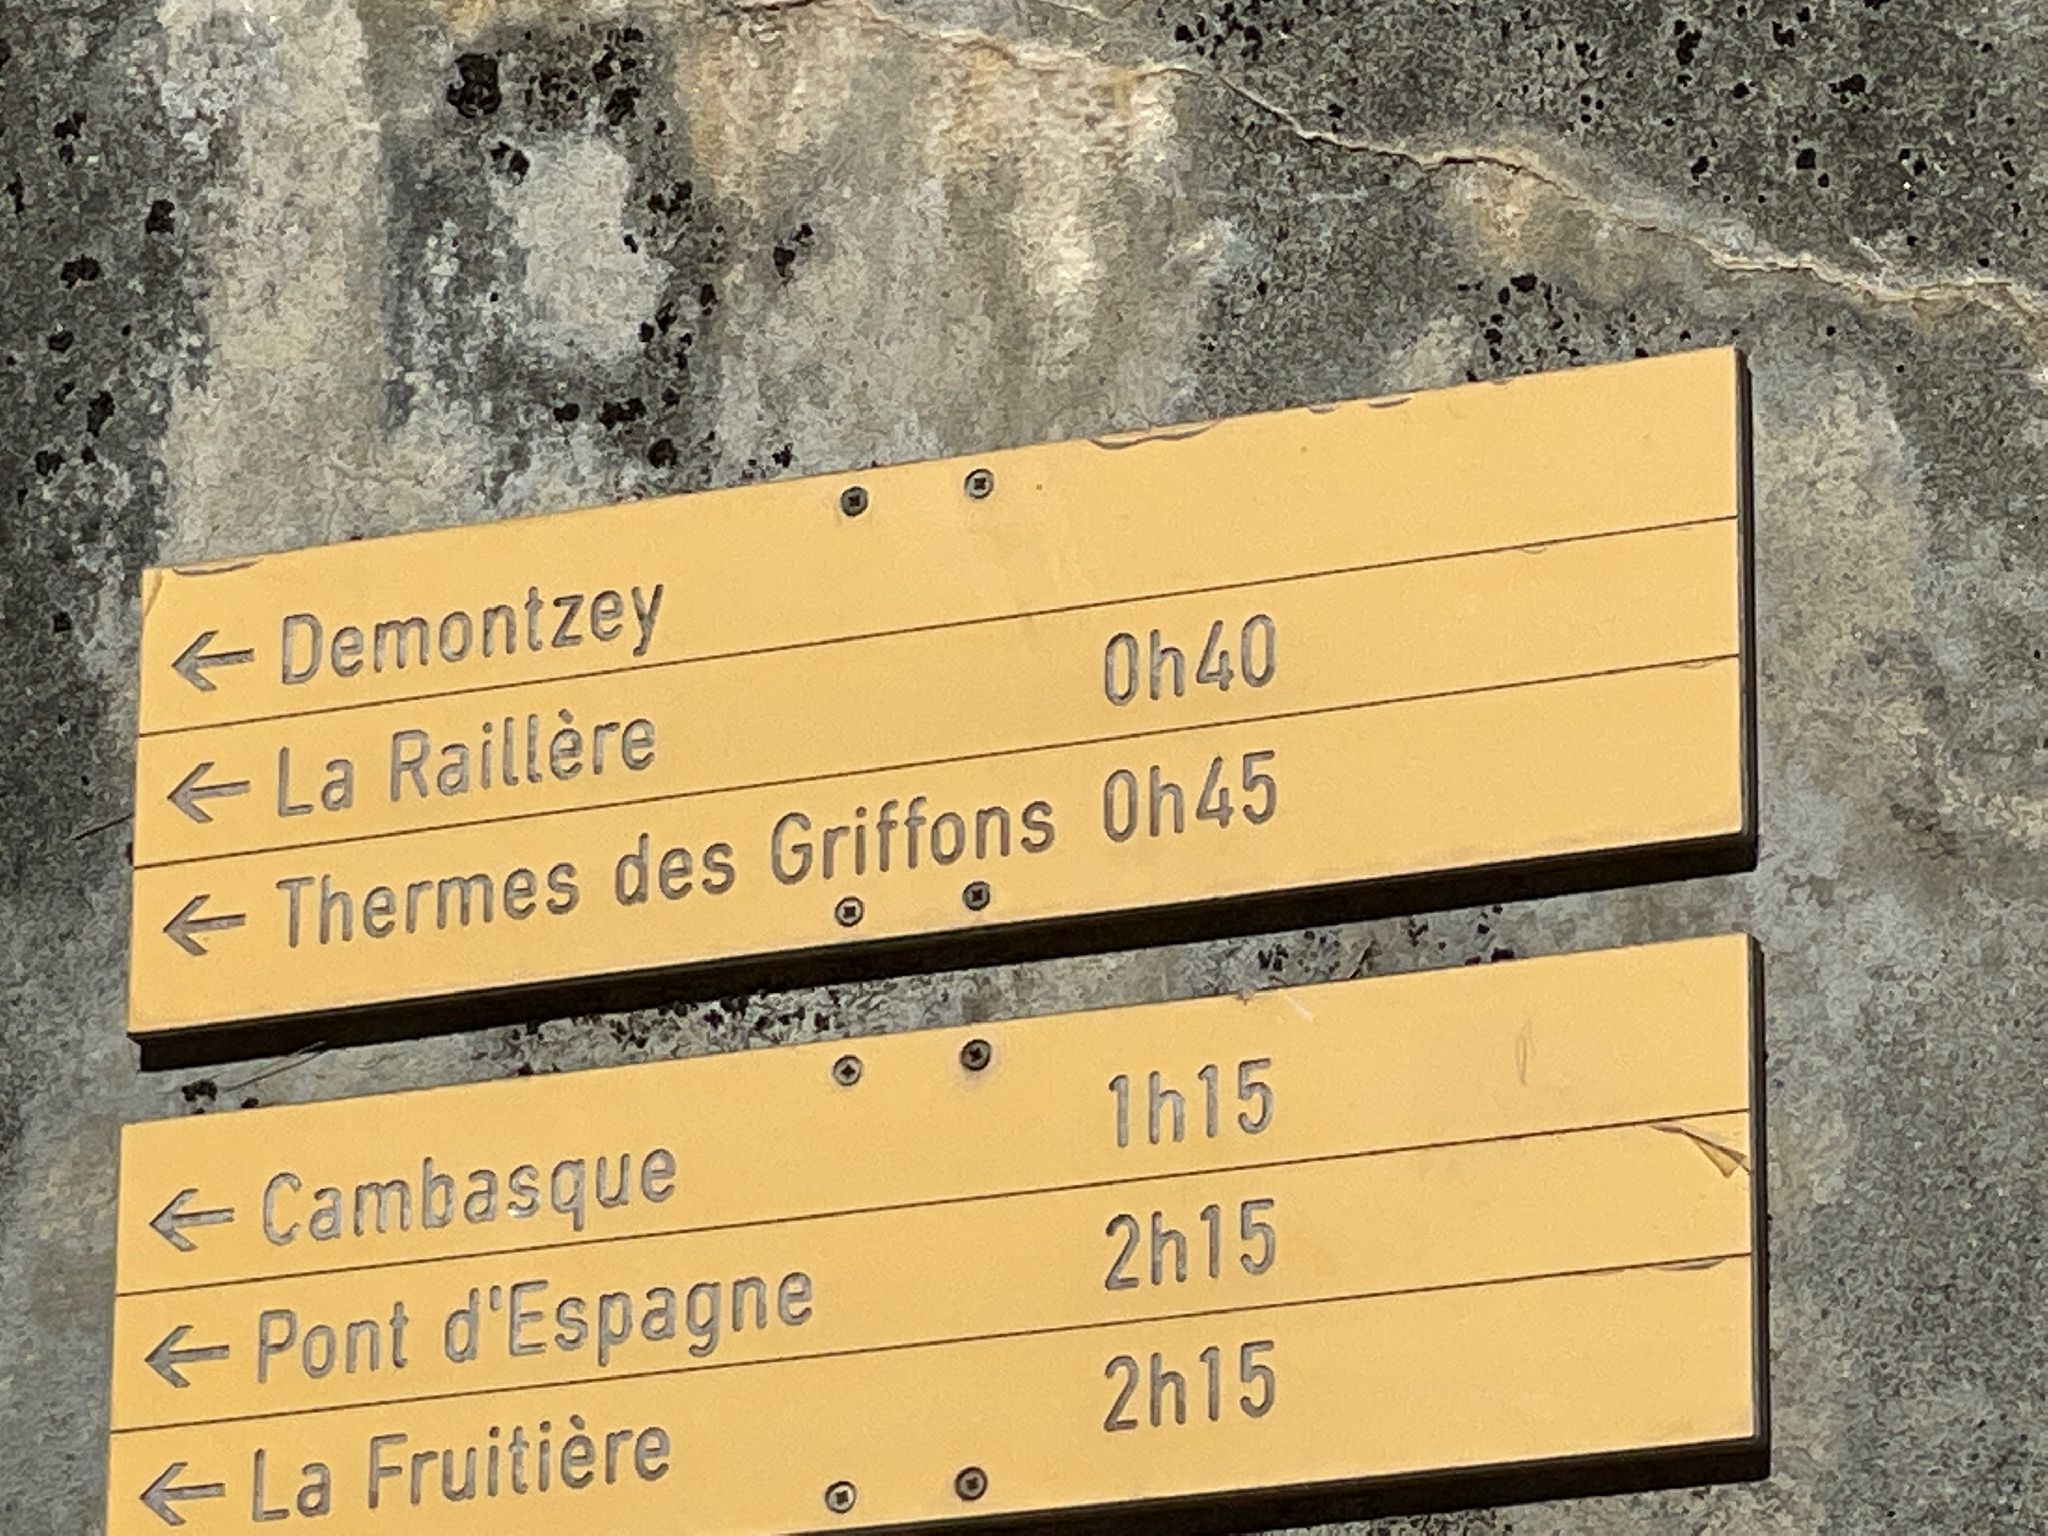 ← Demontzey
← La Raillère 0h40
← Thermes des Griffons 0h45
← Cambasque 1h15
← Pont d'Espagne 2h15
← La Fruitière 2h15